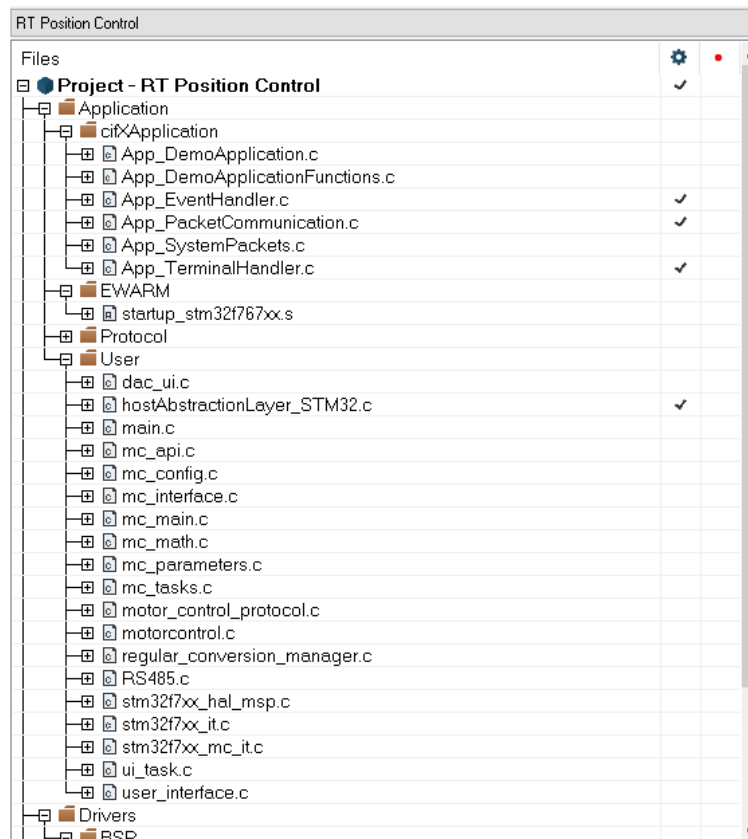 RT Position Control
Files
Project - RT Position Control
Application
cifXApplication
App_DemoApplication.c
App_DemoApplicationFunctions.c
App_EventHandler.c
App_PacketCommunication.c
App_SystemPackets.c
App_TerminalHandler.c
EWARM
startup_stm32f767xx.s
Protocol
User
dac_ui.c
hostAbstractionLayer_STM32.c
main.c
mc_api.c
mc_config.c
mc_interface.c
mc_main.c
mc_math.c
mc_parameters.c
mc_tasks.c
motor_control_protocol.c
motorcontrol.c
regular_conversion_manager.c
RS485.c
stm32f7xx_hal_msp.c
stm32f7xx_it.c
stm32f7xx_mc_it.c
ui_task.c
user_interface.c
Drivers
BSP